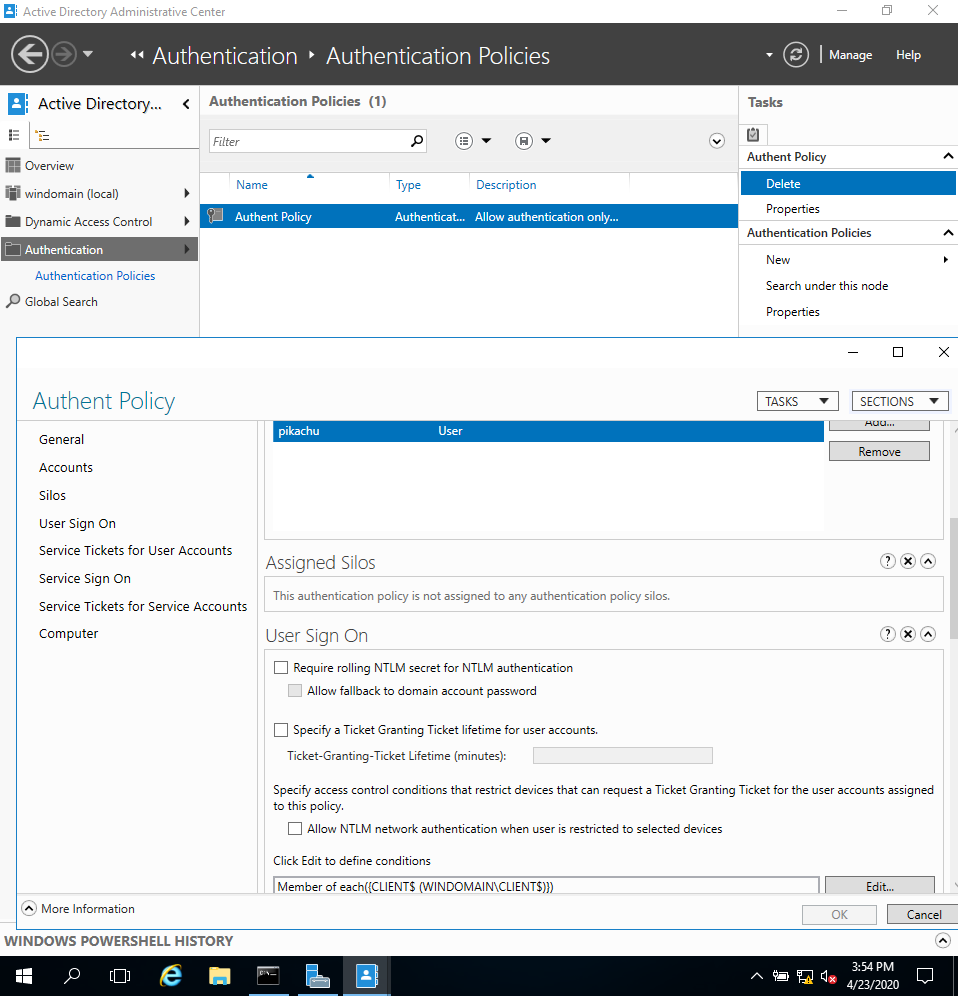 Active Directory Administrative Center
Authentication Authentication Policies
Manage Help
Active Directory...
Overview
windomain (local)
Dynamic Access Control
Authentication
Authentication Policies
Global Search
Authentication Policies (1)
Filter
Name Type Description
Authent Policy Authenticat... Allow authentication only...
Tasks
Authent Policy
Delete
Properties
Authentication Policies
New
Search under this node
Properties
Authent Policy
TASKS SECTIONS
General
Accounts
Silos
User Sign On
Service Tickets for User Accounts
Service Sign On
Service Tickets for Service Accounts
Computer
pikachu User
Add...
Remove
Assigned Silos
This authentication policy is not assigned to any authentication policy silos.
User Sign On
Require rolling NTLM secret for NTLM authentication
Allow fallback to domain account password
Specify a Ticket Granting Ticket lifetime for user accounts.
Ticket-Granting-Ticket Lifetime (minutes):
Specify access control conditions that restrict devices that can request a Ticket Granting Ticket for the user accounts assigned
to this policy.
Allow NTLM network authentication when user is restricted to selected devices
Click Edit to define conditions
Member of each({CLIENT$ (WINDOMAIN\CLIENT$)})
Edit...
More Information
OK Cancel
WINDOWS POWERSHELL HISTORY
3:54 PM
4/23/2020